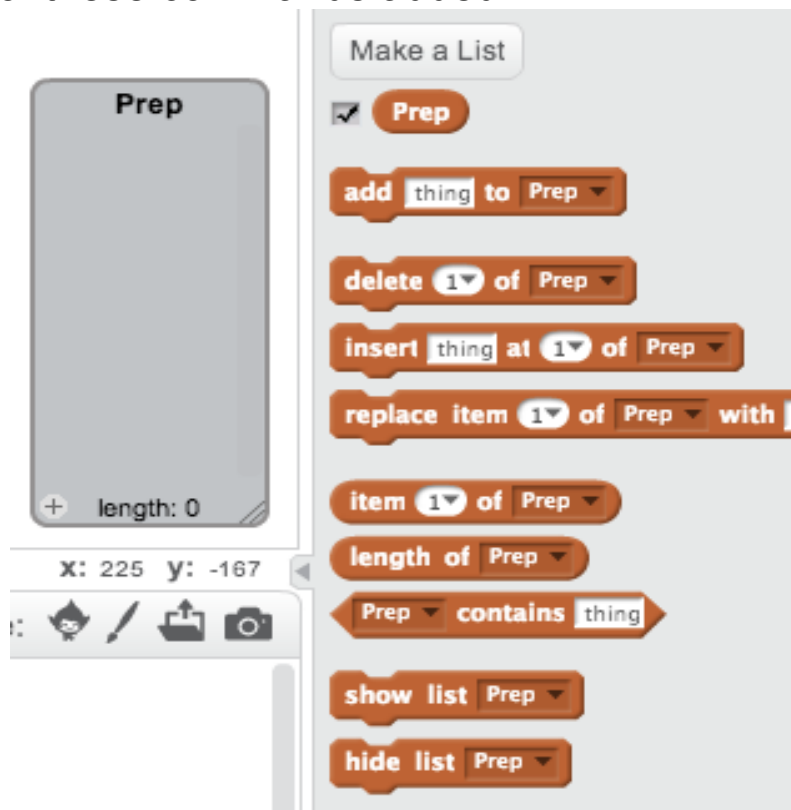 Prep
length: 0
x: 225 y: -167
Make a List
Prep
add thing to Prep
delete 1 of Prep
insert thing at 1 of Prep
replace item 1 of Prep with
item 1 of Prep
length of Prep
Prep contains thing
show list Prep
hide list Prep